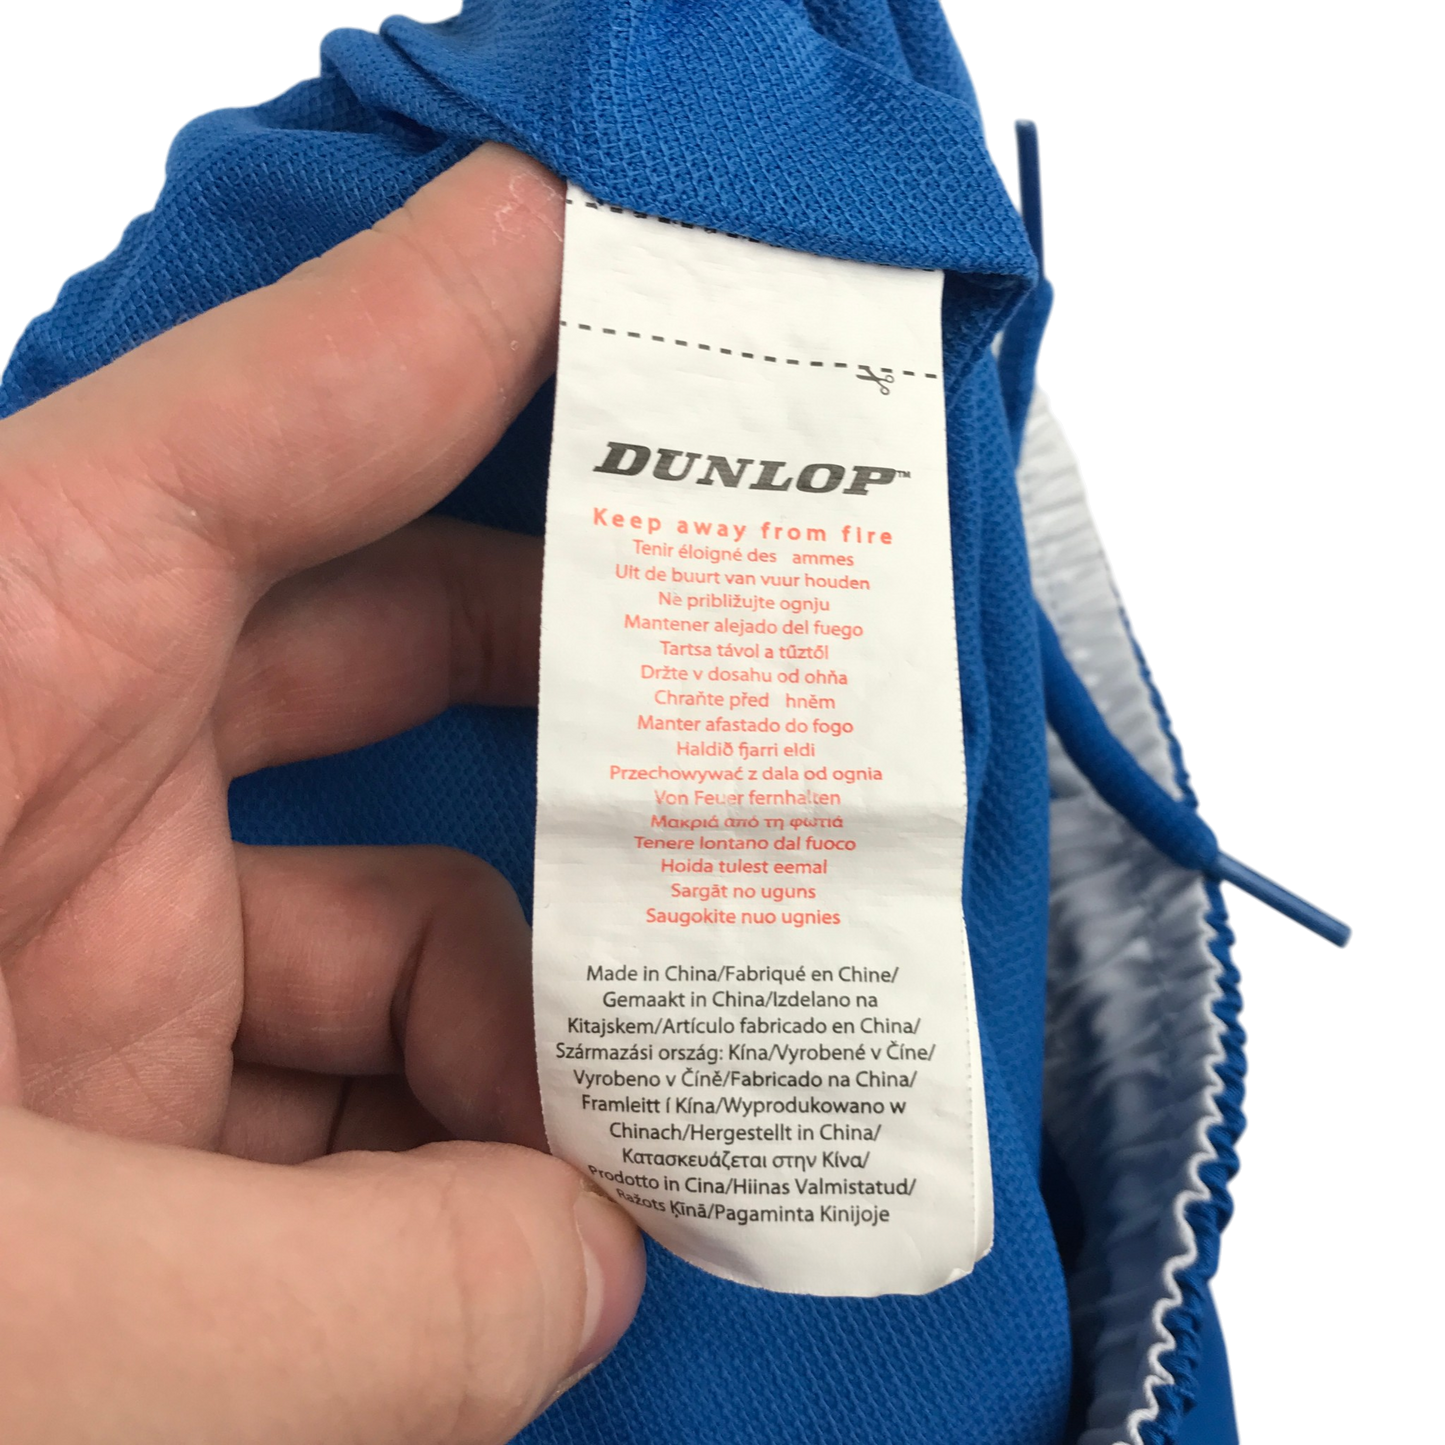 DUNLOP™
Keep away from fire
Tenir éloigné des ammes
Uit de buurt van vuur houden
Ne približujte ognju
Mantener alejado del fuego
Tartsa távol a tűztől
Držte v dosahu od ohňa
Chraňte před hněm
Manter afastado do fogo
Haldið fjarri eldi
Przechowywać z dala od ognia
Von Feuer fernhalten
Μακριά από τη φωτιά
Tenere lontano dal fuoco
Hoida tulest eemal
Sargāt no uguns
Saugokite nuo ugnies
Made in China/Fabriqué en Chine/
Gemaakt in China/Izdelano na
Kitajskem/Artículo fabricado en China/
Származási ország: Kína/Vyrobené v Číne/
Vyrobeno v Číně/Fabricado na China/
Framleitt í Kína/Wyprodukowano w
Chinach/Hergestellt in China/
Κατασκευάζεται στην Κίνα/
Prodotto in Cina/Hiinas Valmistatud/
Ražots Ķīnā/Pagaminta Kinijoje